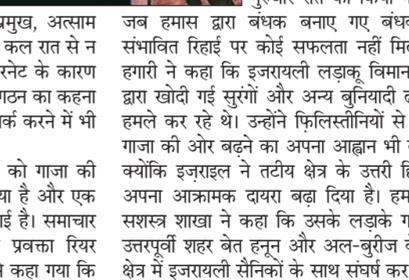 प्रमुख, अत्साम
कल रात से न
रनेट के कारण
गठन का कहना
र्क करने में भी
को गाजा की
या है और एक
ाई है। समाचार
प्रवक्ता रियर
से कहा गया कि
जब हमास द्वारा बंधक बनाए गए बंधक
संभावित रिहाई पर कोई सफलता नहीं मिल
हगारी ने कहा कि इजरायली लड़ाकू विमान
द्वारा खोदी गई सुरंगों और अन्य बुनियादी ढ
हमले कर रहे थे। उन्होंने फ़िलिस्तीनियों से
गाजा की ओर बढ़ने का अपना आह्वान भी
क्योंकि इज़राइल ने तटीय क्षेत्र के उत्तरी हि
अपना आक्रामक दायरा बढ़ा दिया है। हम
सशस्त्र शाखा ने कहा कि उसके लड़ाके ग
उत्तरपूर्वी शहर बेत हनून और अल-बुरीज वे
क्षेत्र में इजरायली सैनिकों के साथ संघर्ष कर